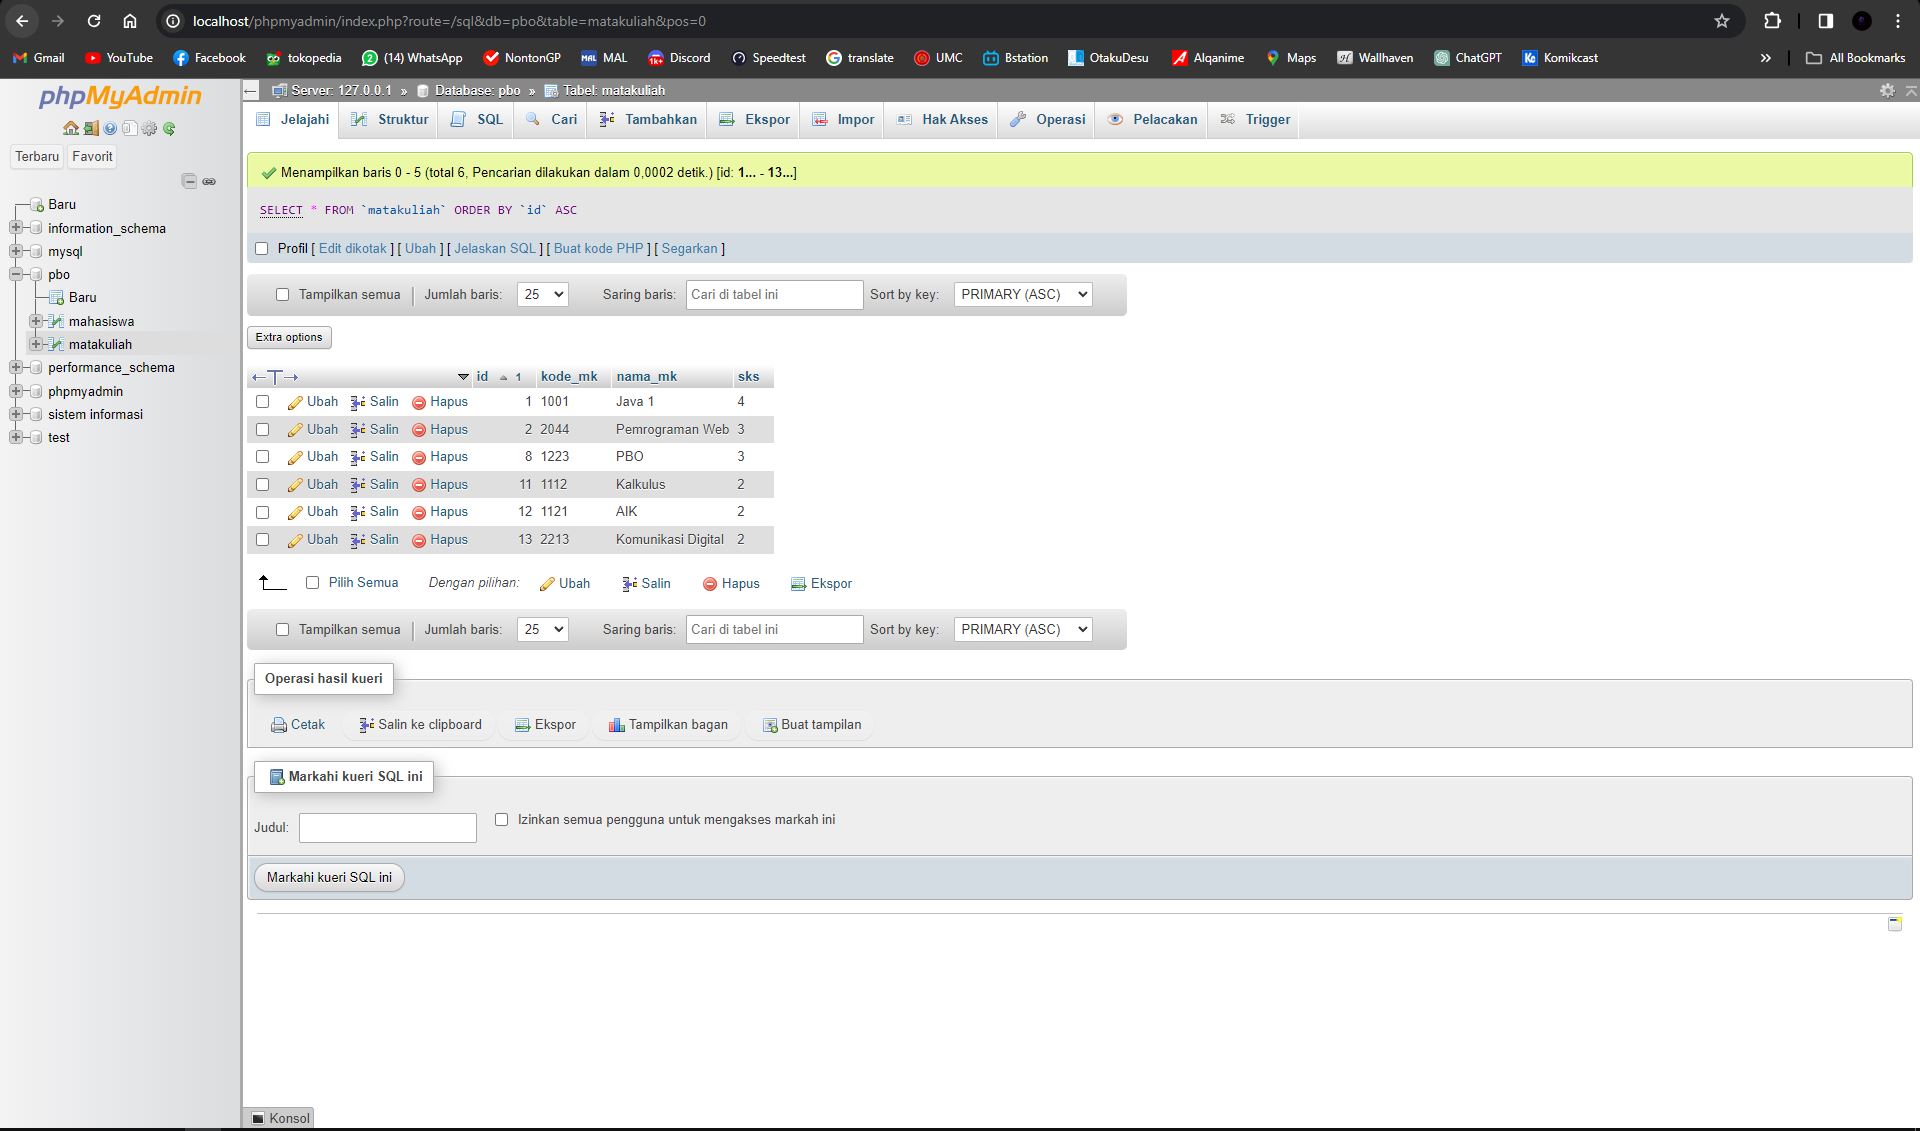 localhost/phpmyadmin/index.php?route=/sql&db=pbo&table=matakuliah&pos=0
Gmail YouTube Facebook tokopedia (14) WhatsApp NontonGP MAL Discord Speedtest translate UMC Bstation OtakuDesu Alqanime Maps Wallhaven ChatGPT Komikcast » All Bookmarks
phpMyAdmin
Terbaru Favorit
Baru
information_schema
mysql
pbo
Baru
mahasiswa
matakuliah
performance_schema
phpmyadmin
sistem informasi
test
Server: 127.0.0.1 » Database: pbo » Tabel: matakuliah
Jelajahi Struktur SQL Cari Tambahkan Ekspor Impor Hak Akses Operasi Pelacakan Trigger
Menampilkan baris 0 - 5 (total 6, Pencarian dilakukan dalam 0,0002 detik.) [id: 1... - 13...]
SELECT * FROM `matakuliah` ORDER BY `id` ASC
Profil [ Edit dikotak ] [ Ubah ] [ Jelaskan SQL ] [ Buat kode PHP ] [ Segarkan ]
Tampilkan semua Jumlah baris: 25 Saring baris: Cari di tabel ini Sort by key: PRIMARY (ASC)
Extra options
id 1 kode_mk nama_mk sks
Ubah Salin Hapus 1 1001 Java 1 4
Ubah Salin Hapus 2 2044 Pemrograman Web 3
Ubah Salin Hapus 8 1223 PBO 3
Ubah Salin Hapus 11 1112 Kalkulus 2
Ubah Salin Hapus 12 1121 AIK 2
Ubah Salin Hapus 13 2213 Komunikasi Digital 2
Pilih Semua Dengan pilihan: Ubah Salin Hapus Ekspor
Tampilkan semua Jumlah baris: 25 Saring baris: Cari di tabel ini Sort by key: PRIMARY (ASC)
Operasi hasil kueri
Cetak Salin ke clipboard Ekspor Tampilkan bagan Buat tampilan
Markahi kueri SQL ini
Judul: Izinkan semua pengguna untuk mengakses markah ini
Markahi kueri SQL ini
Konsol